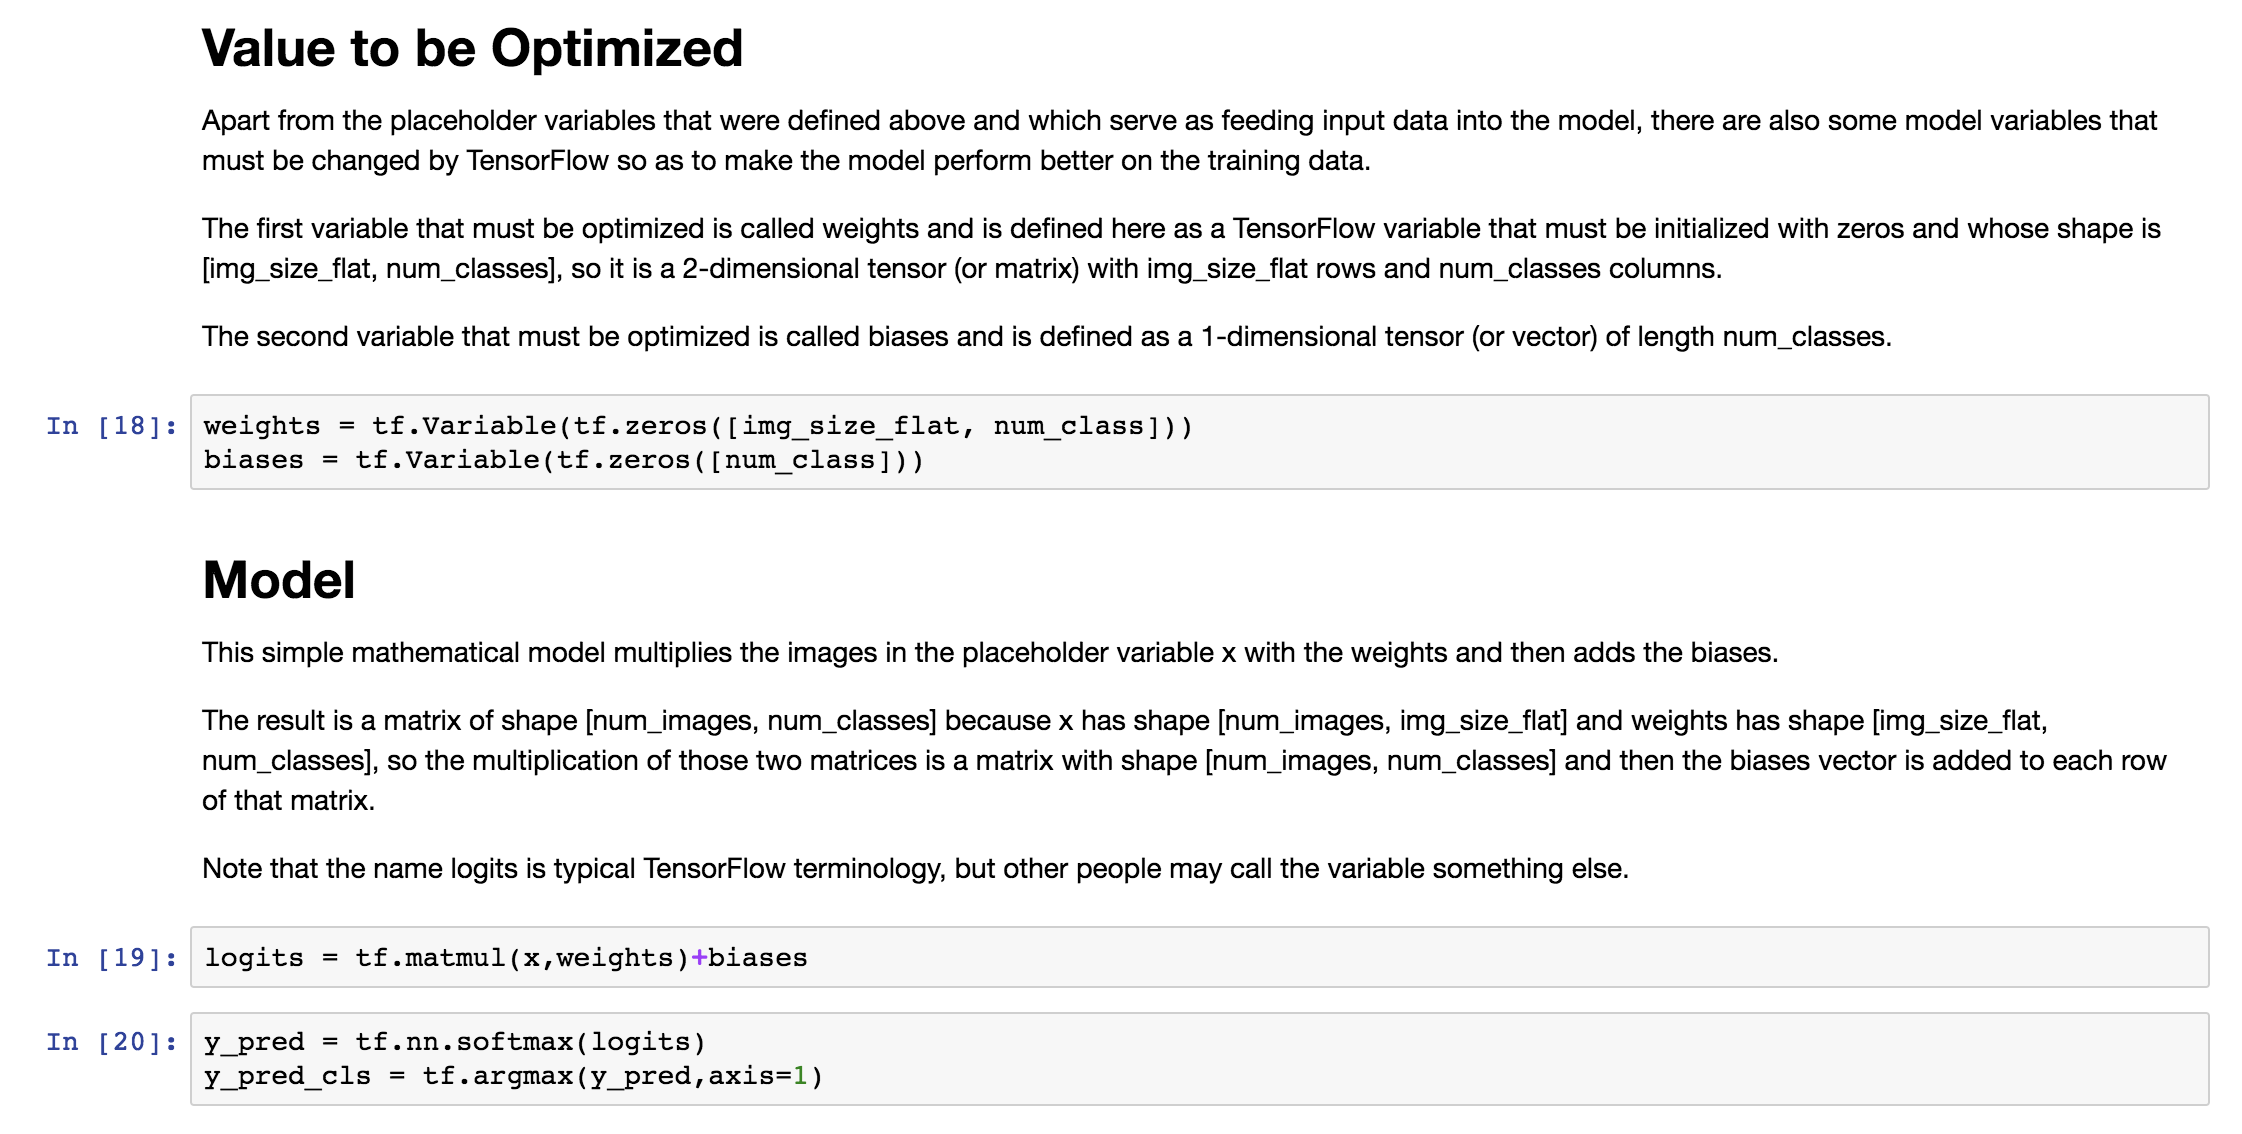 Value to be Optimized
Apart from the placeholder variables that were defined above and which serve as feeding input data into the model, there are also some model variables that
must be changed by TensorFlow so as to make the model perform better on the training data.
The first variable that must be optimized is called weights and is defined here as a TensorFlow variable that must be initialized with zeros and whose shape is
[img_size_flat, num_classes], so it is a 2-dimensional tensor (or matrix) with img_size_flat rows and num_classes columns.
The second variable that must be optimized is called biases and is defined as a 1-dimensional tensor (or vector) of length num_classes.
In [18]: weights = tf.Variable(tf.zeros([img_size_flat, num_class]))
biases = tf.Variable(tf.zeros([num_class]))
Model
This simple mathematical model multiplies the images in the placeholder variable x with the weights and then adds the biases.
The result is a matrix of shape [num_images, num_classes] because x has shape [num_images, img_size_flat] and weights has shape [img_size_flat,
num_classes], so the multiplication of those two matrices is a matrix with shape [num_images, num_classes] and then the biases vector is added to each row
of that matrix.
Note that the name logits is typical TensorFlow terminology, but other people may call the variable something else.
In [19]: logits = tf.matmul(x,weights)+biases
In [20]: y_pred = tf.nn.softmax(logits)
y_pred_cls = tf.argmax(y_pred,axis=1)